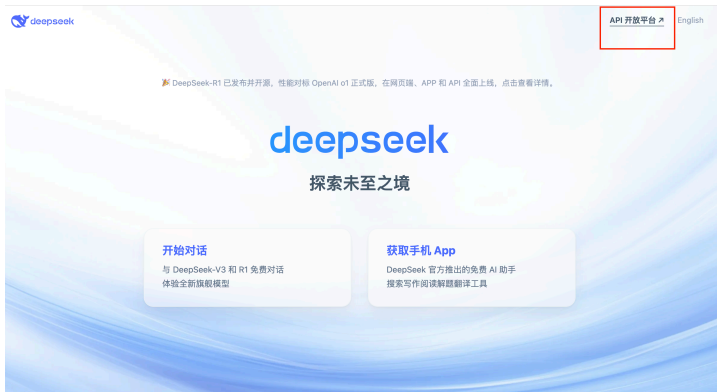 deepseek
API 开放平台 ↗
English
🎉 DeepSeek-R1 已发布并开源，性能对标 OpenAI o1 正式版，在网页端、APP 和 API 全面上线，点击查看详情。
deepseek
探索未至之境
开始对话
与 DeepSeek-V3 和 R1 免费对话
体验全新旗舰模型
获取手机 App
DeepSeek 官方推出的免费 AI 助手
搜索写作阅读解题翻译工具